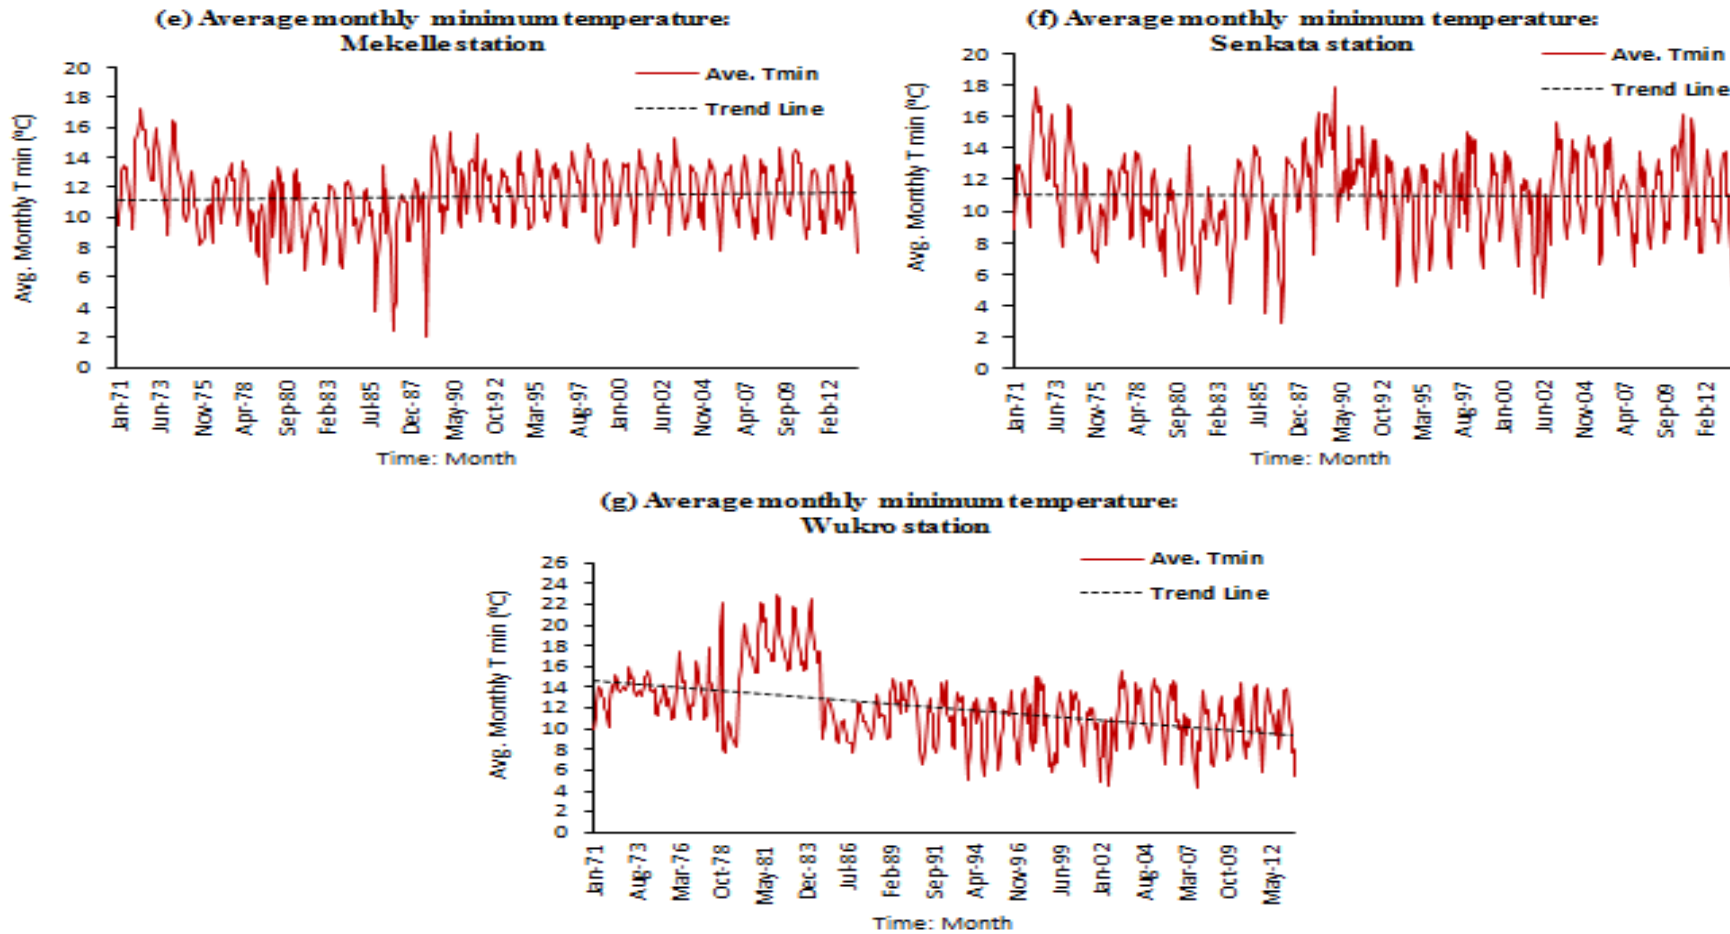 (e) Average monthly minimum temperature:
Mekelle station
Ave. Tmin
Trend Line
Avg. Monthly T min (ºC)
20
18
16
14
12
10
8
6
4
2
0
Jan-71
Jun-73
Nov-75
Apr-78
Sep-80
Feb-83
Jul-85
Dec-87
May-90
Oct-92
Mar-95
Aug-97
Jan-00
Jun-02
Nov-04
Apr-07
Sep-09
Feb-12
Time: Month
(f) Average monthly minimum temperature:
Senkata station
Ave. Tmin
Trend Line
Avg. Monthly T min (ºC)
20
18
16
14
12
10
8
6
4
2
0
Jan-71
Jun-73
Nov-75
Apr-78
Sep-80
Feb-83
Jul-85
Dec-87
May-90
Oct-92
Mar-95
Aug-97
Jan-00
Jun-02
Nov-04
Apr-07
Sep-09
Feb-12
Time: Month
(g) Average monthly minimum temperature:
Wukro station
Ave. Tmin
Trend Line
Avg. Monthly T min (ºC)
26
24
22
20
18
16
14
12
10
8
6
4
2
0
Jan-71
Aug-73
Mar-76
Oct-78
May-81
Dec-83
Jul-86
Feb-89
Sep-91
Apr-94
Nov-96
Jun-99
Jan-02
Aug-04
Mar-07
Oct-09
May-12
Time: Month